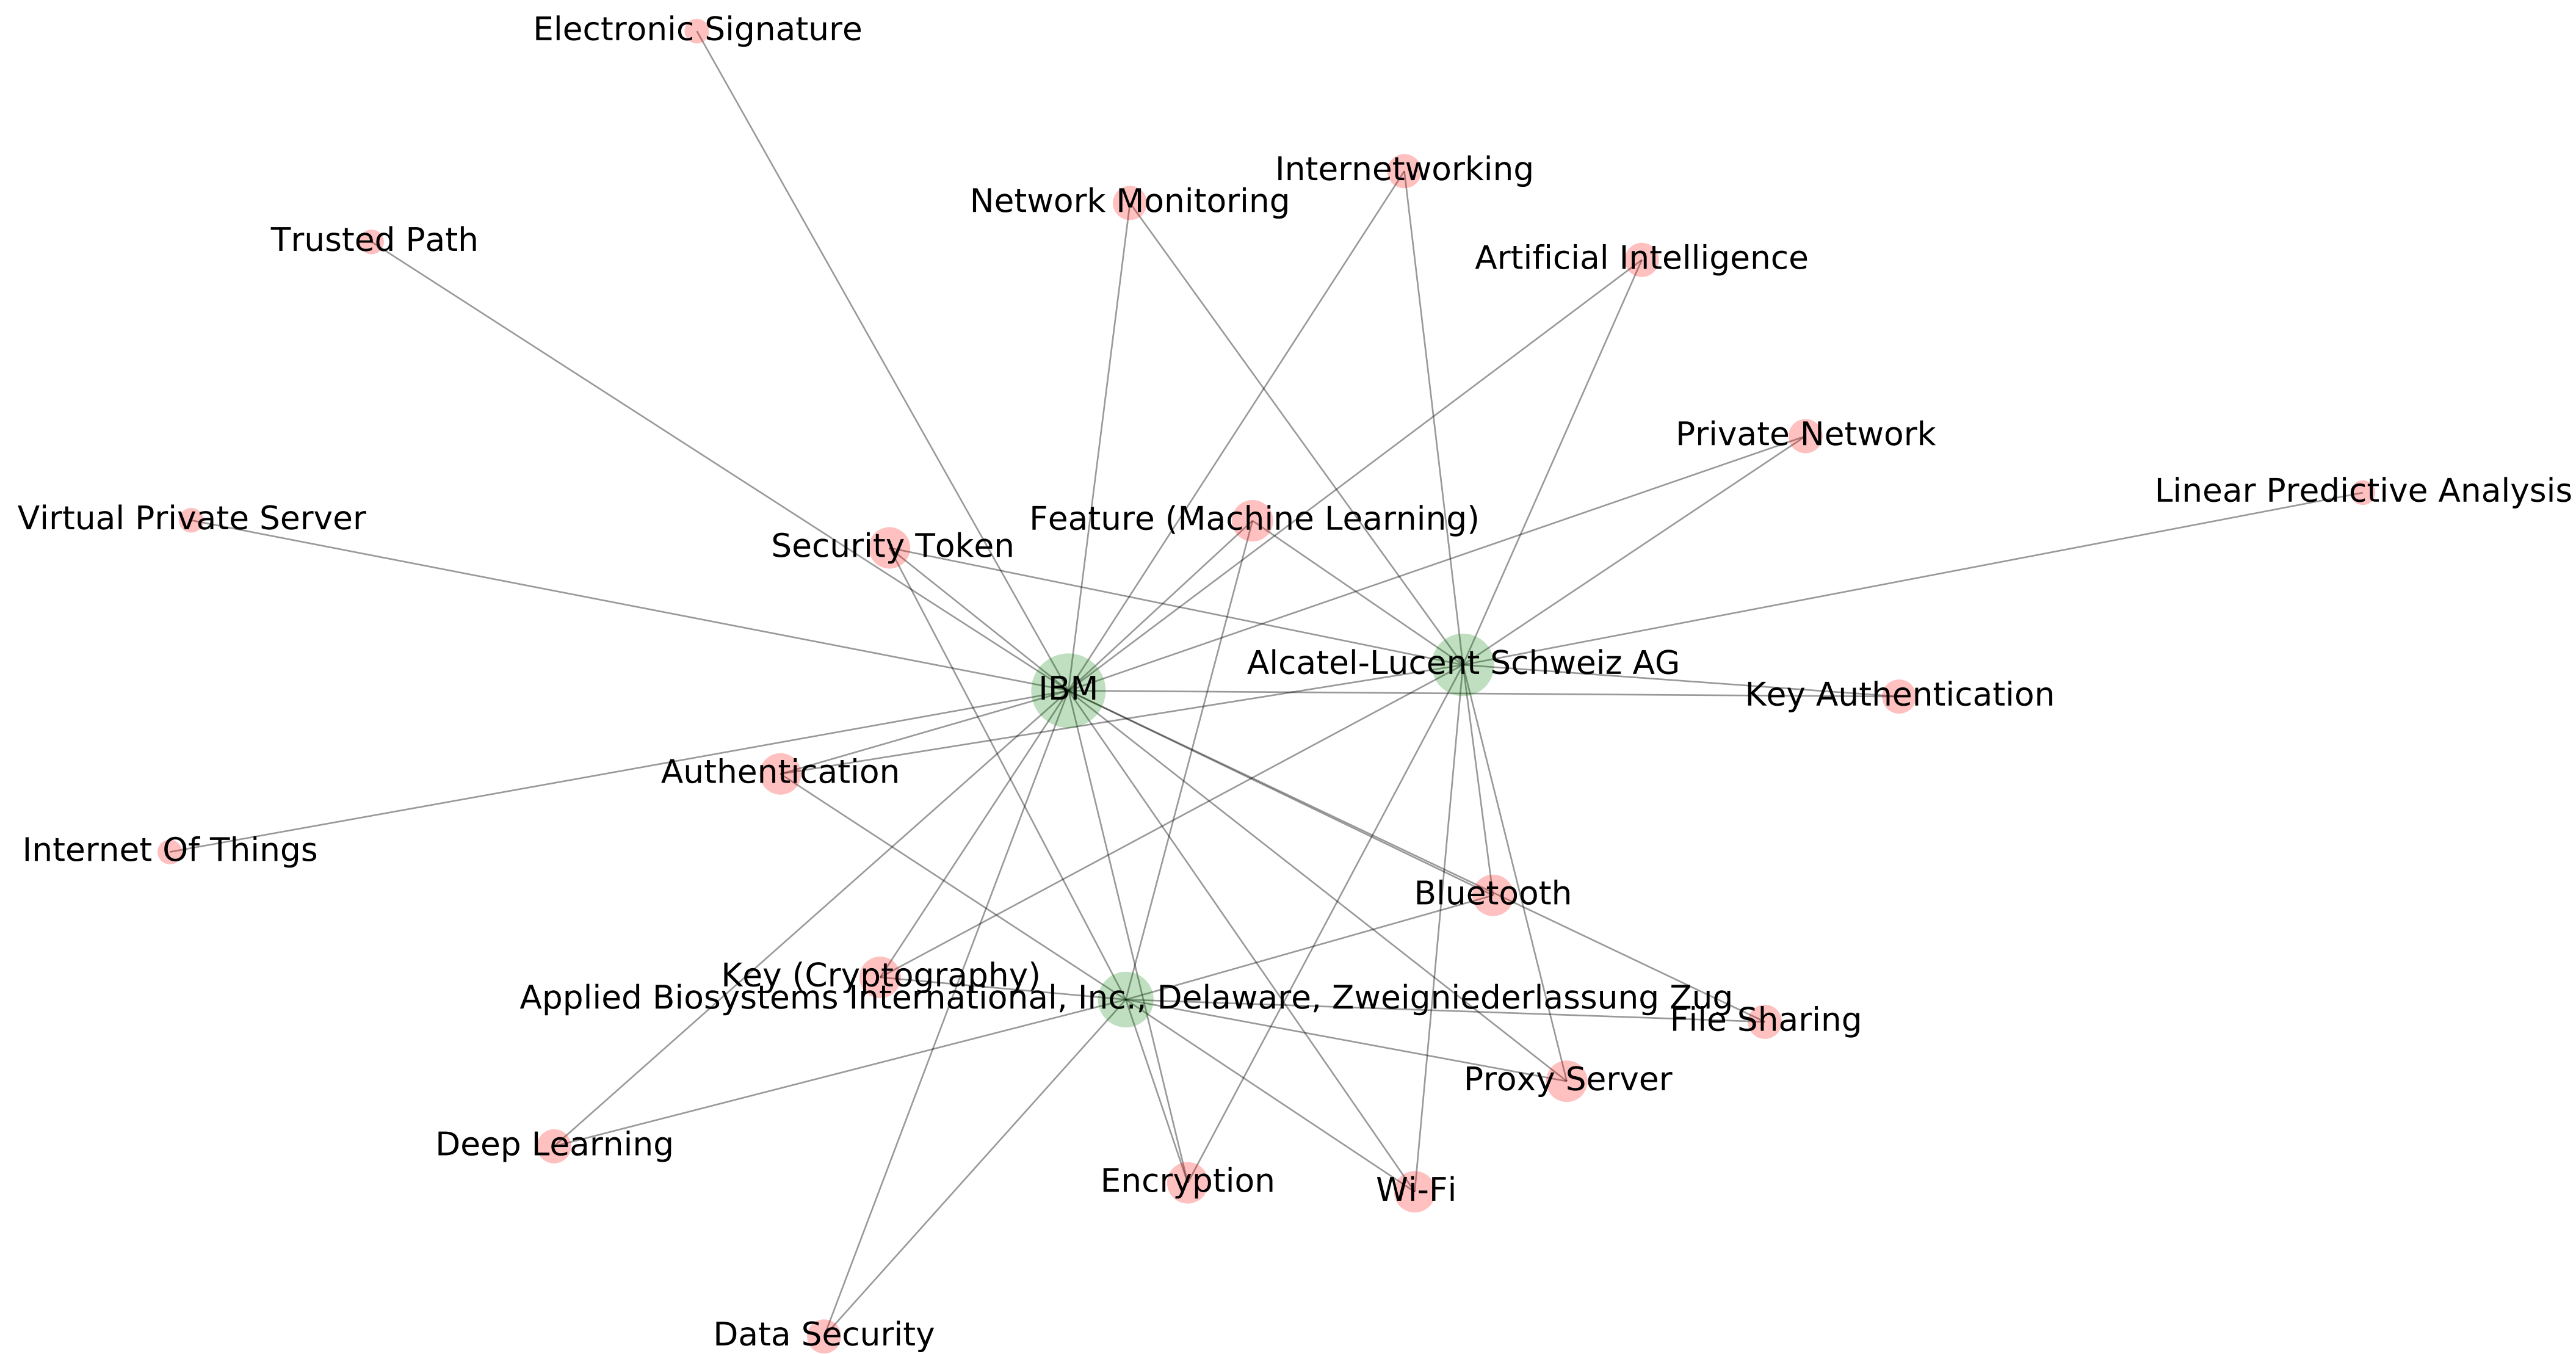 Electronic Signature
Internetworking
Network Monitoring
Trusted Path
Artificial Intelligence
Private Network
Linear Predictive Analysis
Virtual Private Server
Feature (Machine Learning)
Security Token
Alcatel-Lucent Schweiz AG
IBM
Key Authentication
Authentication
Internet Of Things
Bluetooth
Key (Cryptography)
Applied Biosystems International, Inc., Delaware, Zweigniederlassung Zug
File Sharing
Proxy Server
Deep Learning
Encryption
Wi-Fi
Data Security